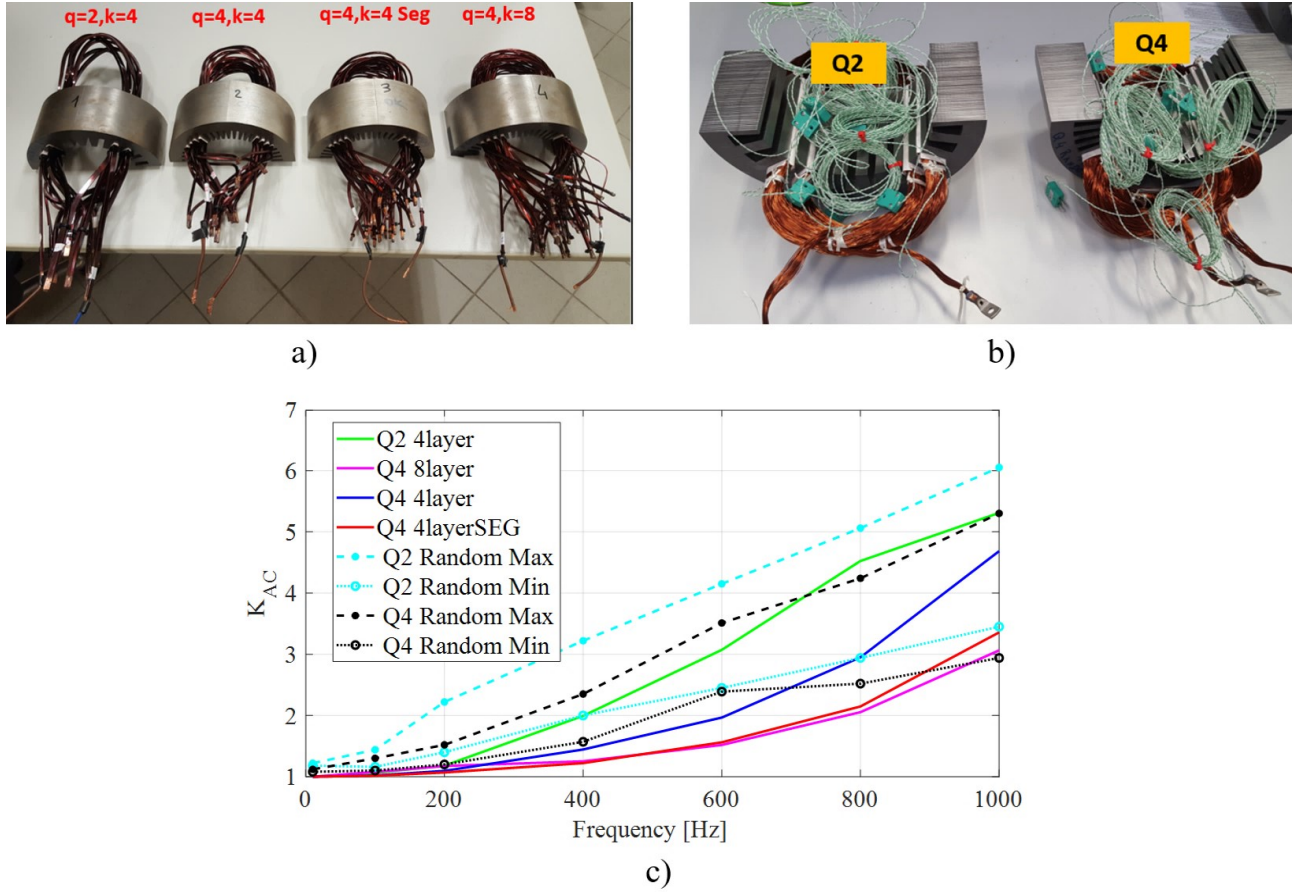 q=2,k=4 q=4,k=4 q=4,k=4 Seg q=4,k=8
1 2 3 4
Q2 Q4
a) b)
7
6
5
4
3
2
1
K_AC
Q2 4layer
Q4 8layer
Q4 4layer
Q4 4layerSEG
Q2 Random Max
Q2 Random Min
Q4 Random Max
Q4 Random Min
0 200 400 600 800 1000
Frequency [Hz]
c)